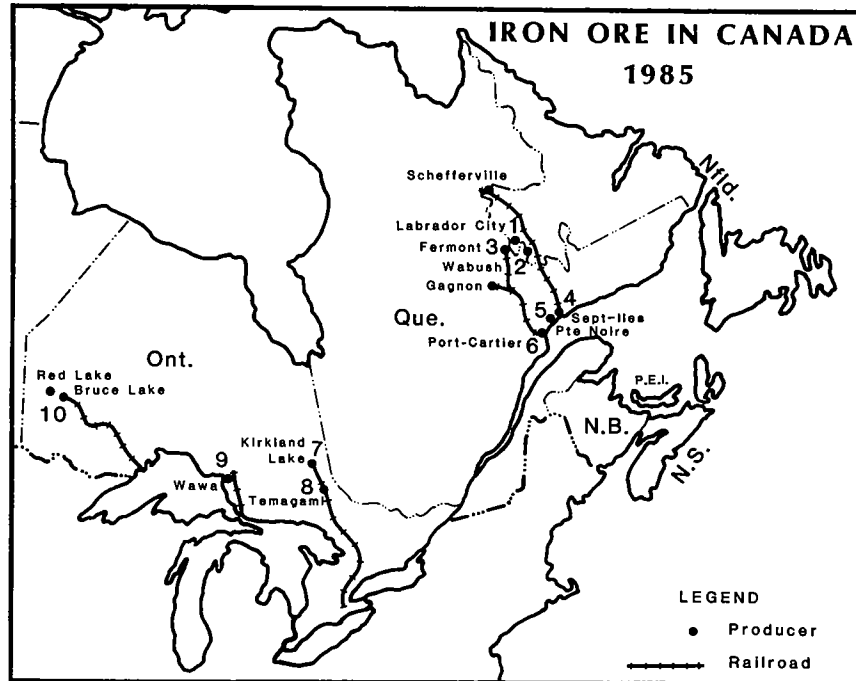 IRON ORE IN CANADA
1985
Nfld.
Schefferville
Labrador City 1
Fermont 3
2
Wabush
Gagnon
Que.
5 4
Sept-Iles
Pte Noire
Port-Cartier 6
Ont.
Red Lake
Bruce Lake
10
P.E.I.
N.B.
N.S.
Kirkland 7
Lake
9
Wawa
8
Temagami
LEGEND
Producer
Railroad